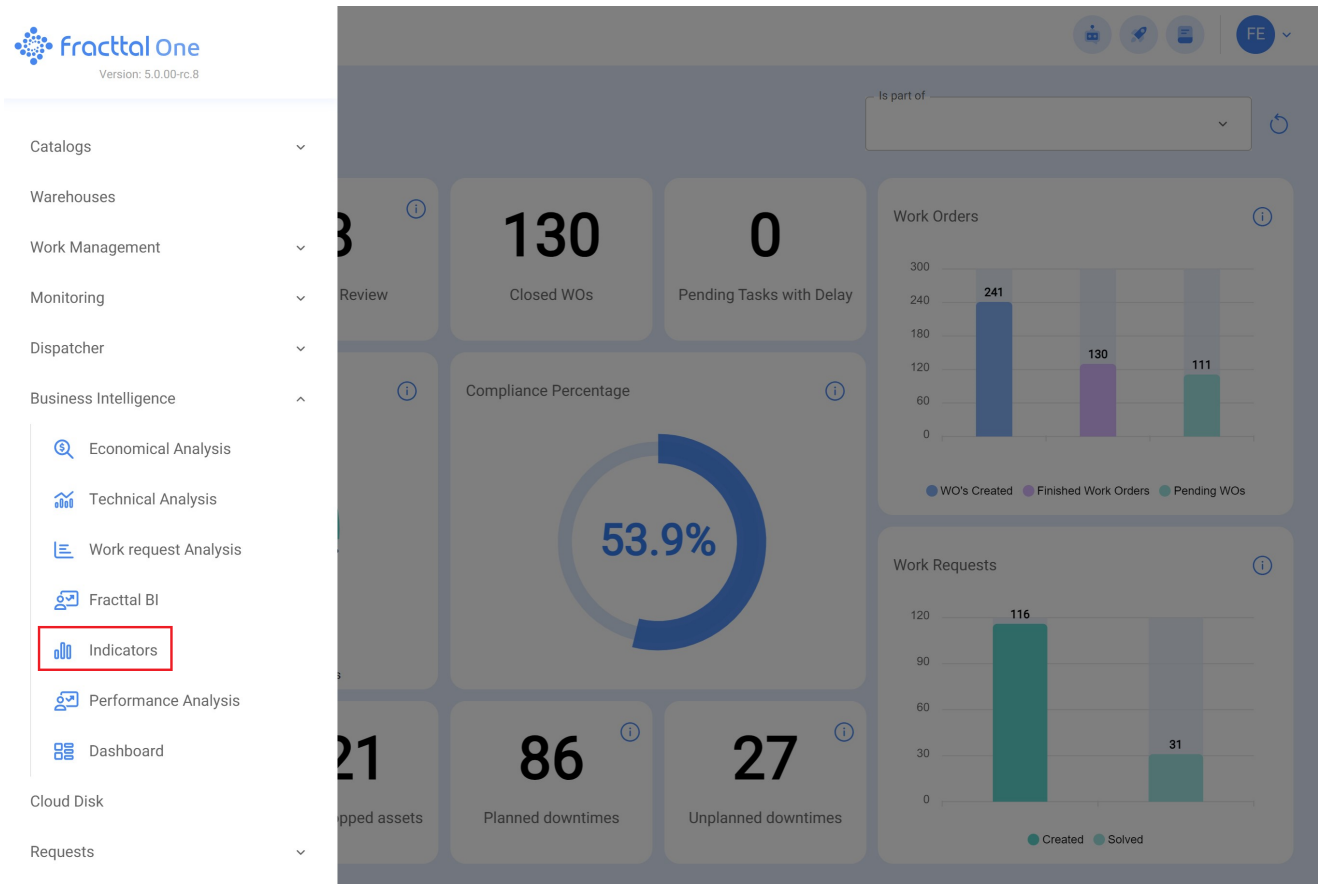 fracttal One
Version: 5.0.00-rc.8
FE
Is part of
Catalogs
Warehouses
Work Management
Monitoring
Dispatcher
Business Intelligence
Economical Analysis
Technical Analysis
Work request Analysis
Fracttal BI
Indicators
Performance Analysis
Dashboard
Cloud Disk
Requests
Review
130
Closed WOs
0
Pending Tasks with Delay
Compliance Percentage
53.9%
21
opped assets
86
Planned downtimes
27
Unplanned downtimes
Work Orders
300
240
180
120
60
0
241
130
111
WO's Created Finished Work Orders Pending WOs
Work Requests
120
90
60
30
0
116
31
Created Solved